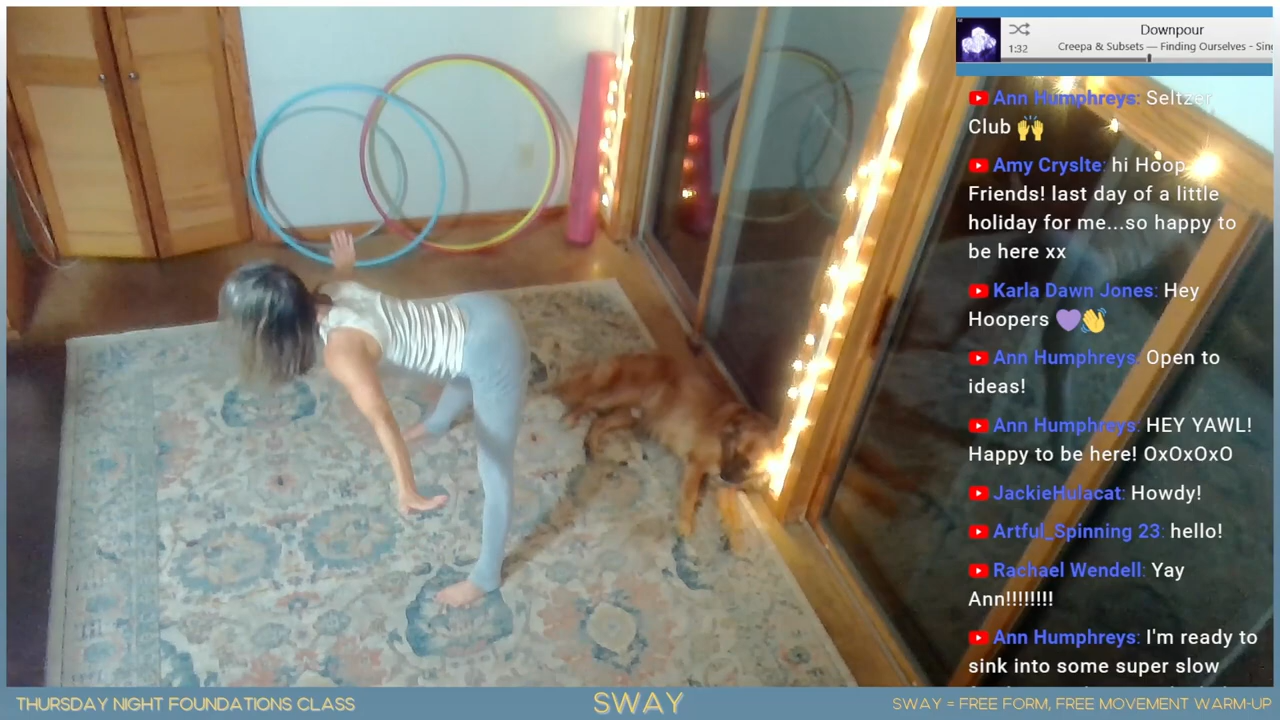 Downpour
1:32
Creepa & Subsets — Finding Ourselves - Sin
Ann Humphreys: Seltzer
Club 🙌
Amy Cryslte: hi Hoop
Friends! last day of a little
holiday for me...so happy to
be here xx
Karla Dawn Jones: Hey
Hoopers 💜👋
Ann Humphreys: Open to
ideas!
Ann Humphreys: HEY YAWL!
Happy to be here! OxOxOxO
JackieHulacat: Howdy!
Artful_Spinning 23: hello!
Rachael Wendell: Yay
Ann!!!!!!!!
Ann Humphreys: I'm ready to
sink into some super slow
THURSDAY NIGHT FOUNDATIONS CLASS
SWAY
SWAY = FREE FORM, FREE MOVEMENT WARM-UP